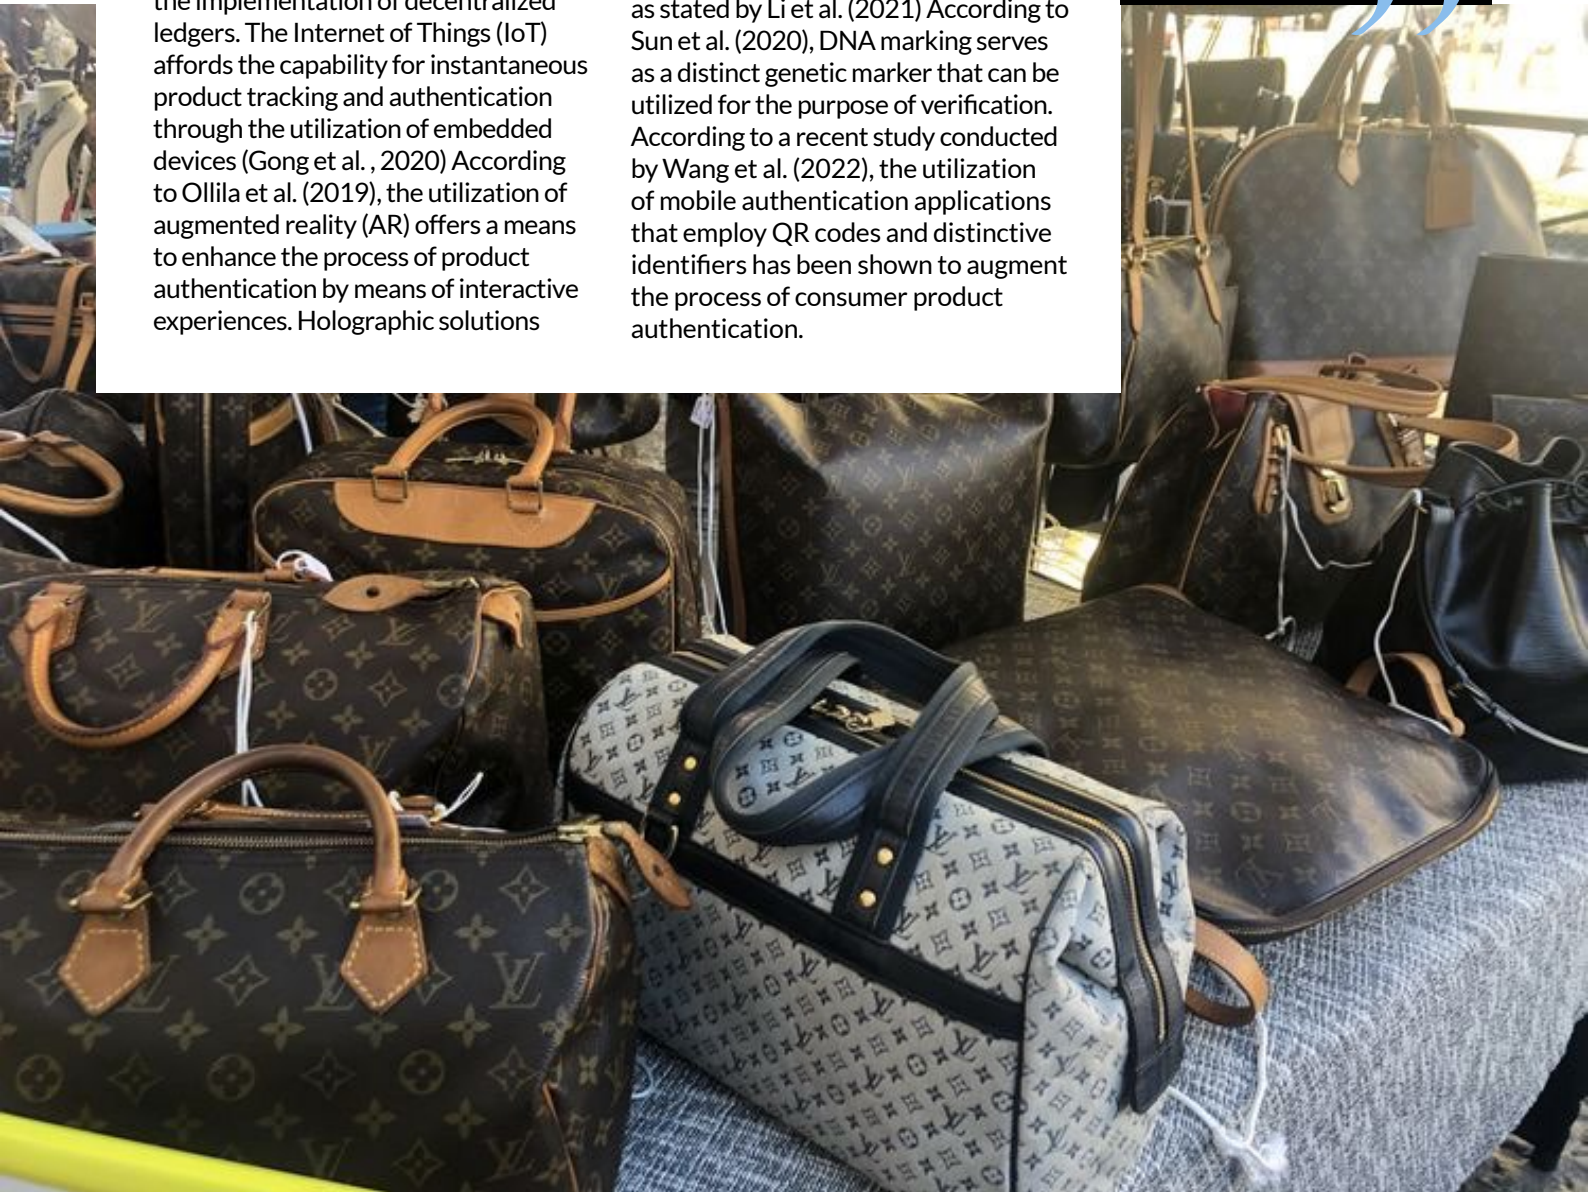 the implementation of decentralized
ledgers. The Internet of Things (IoT)
affords the capability for instantaneous
product tracking and authentication
through the utilization of embedded
devices (Gong et al. , 2020) According
to Ollila et al. (2019), the utilization of
augmented reality (AR) offers a means
to enhance the process of product
authentication by means of interactive
experiences. Holographic solutions
as stated by Li et al. (2021) According to
Sun et al. (2020), DNA marking serves
as a distinct genetic marker that can be
utilized for the purpose of verification.
According to a recent study conducted
by Wang et al. (2022), the utilization
of mobile authentication applications
that employ QR codes and distinctive
identifiers has been shown to augment
the process of consumer product
authentication.